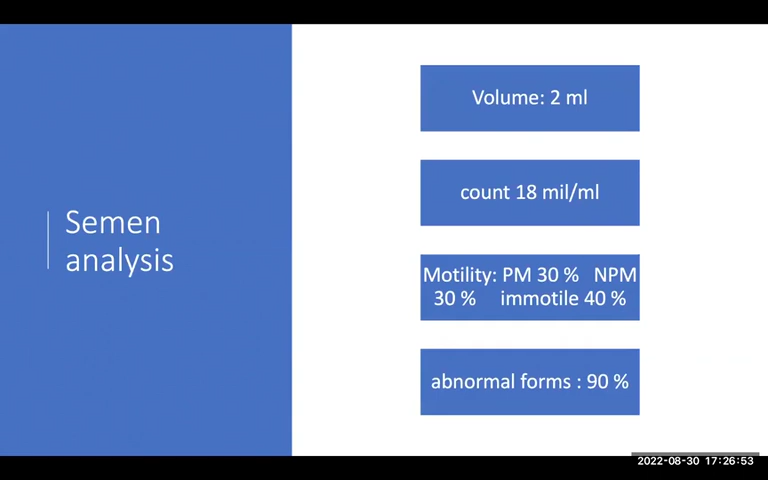 Semen
analysis
Volume: 2 ml
count 18 mil/ml
Motility: PM 30 % NPM
30 % immotile 40 %
abnormal forms : 90 %
2022-08-30 17:26:53